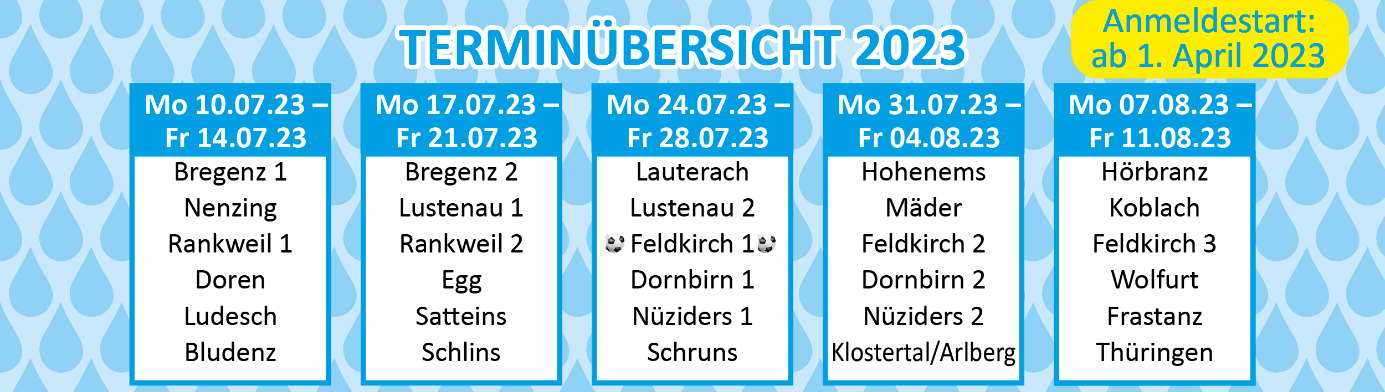 TERMINÜBERSICHT 2023
Anmeldestart:
ab 1. April 2023
Mo 10.07.23 –
Fr 14.07.23
Bregenz 1
Nenzing
Rankweil 1
Doren
Ludesch
Bludenz
Mo 17.07.23 –
Fr 21.07.23
Bregenz 2
Lustenau 1
Rankweil 2
Egg
Satteins
Schlins
Mo 24.07.23 –
Fr 28.07.23
Lauterach
Lustenau 2
Feldkirch 1
Dornbirn 1
Nüziders 1
Schruns
Mo 31.07.23 –
Fr 04.08.23
Hohenems
Mäder
Feldkirch 2
Dornbirn 2
Nüziders 2
Klostertal/Arlberg
Mo 07.08.23 –
Fr 11.08.23
Hörbranz
Koblach
Feldkirch 3
Wolfurt
Frastanz
Thüringen